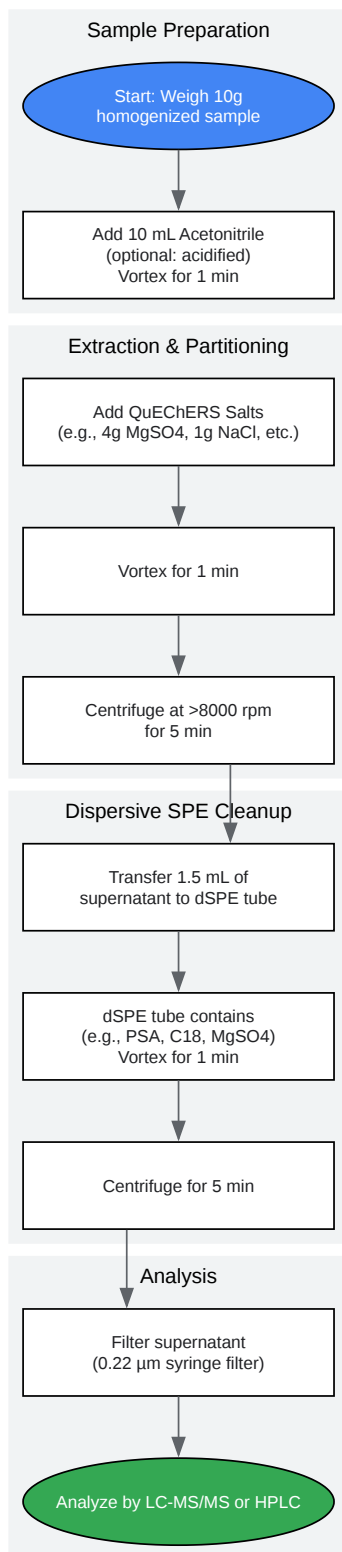 Sample Preparation
Start: Weigh 10g
homogenized sample
Add 10 mL Acetonitrile
(optional: acidified)
Vortex for 1 min
Extraction & Partitioning
Add QuEChERS Salts
(e.g., 4g MgSO4, 1g NaCl, etc.)
Vortex for 1 min
Centrifuge at >8000 rpm
for 5 min
Dispersive SPE Cleanup
Transfer 1.5 mL of
supernatant to dSPE tube
dSPE tube contains
(e.g., PSA, C18, MgSO4)
Vortex for 1 min
Centrifuge for 5 min
Analysis
Filter supernatant
(0.22 µm syringe filter)
Analyze by LC-MS/MS or HPLC